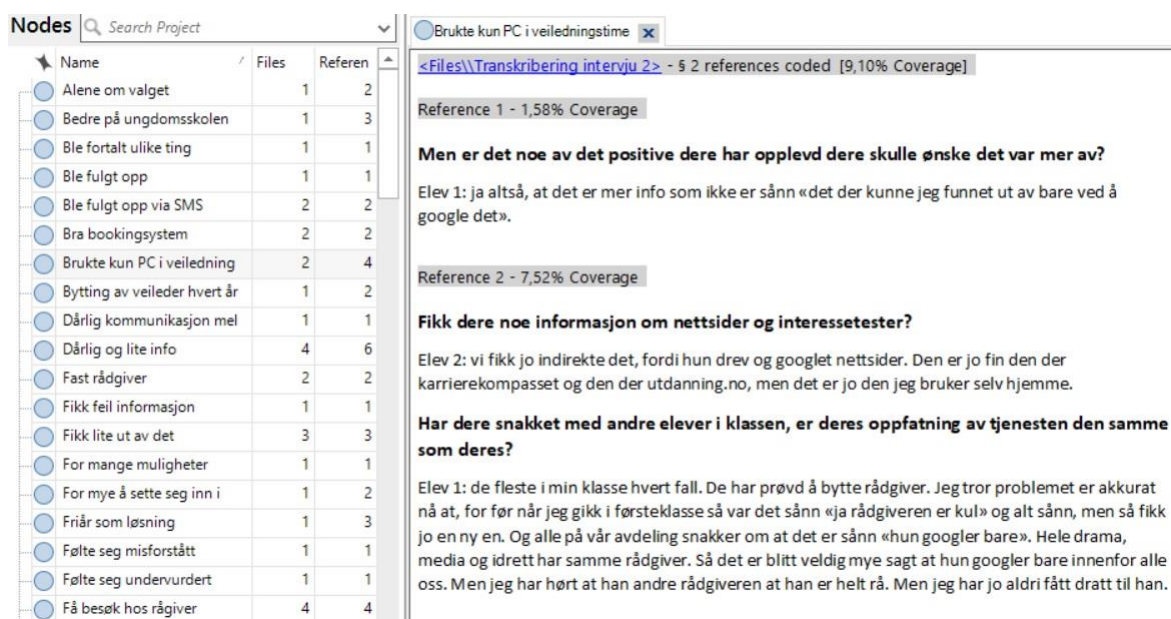 Nodes Search Project
Name Files Referen
Alene om valget 1 2
Bedre på ungdomsskolen 1 3
Ble fortalt ulike ting 1 1
Ble fulgt opp 1 1
Ble fulgt opp via SMS 2 2
Bra bookingsystem 2 2
Brukte kun PC i veiledning 2 4
Bytting av veileder hvert år 1 2
Dårlig kommunikasjon mel 1 1
Dårlig og lite info 4 6
Fast rådgiver 2 2
Fikk feil informasjon 1 1
Fikk lite ut av det 3 3
For mange muligheter 1 1
For mye å sette seg inn i 1 2
Friår som løsning 1 3
Følte seg misforstått 1 1
Følte seg undervurdert 1 1
Få besøk hos rågiver 4 4
Brukte kun PC i veiledningstime x
<Files\\Transkribering intervju 2> - § 2 references coded [9,10% Coverage]
Reference 1 - 1,58% Coverage
Men er det noe av det positive dere har opplevd dere skulle ønske det var mer av?
Elev 1: ja altså, at det er mer info som ikke er sånn «det der kunne jeg funnet ut av bare ved å
google det».
Reference 2 - 7,52% Coverage
Fikk dere noe informasjon om nettsider og interessetester?
Elev 2: vi fikk jo indirekte det, fordi hun drev og googlet nettsider. Den er jo fin den der
karrierekompasset og den der utdanning.no, men det er jo den jeg bruker selv hjemme.
Har dere snakket med andre elever i klassen, er deres oppfatning av tjenesten den samme
som deres?
Elev 1: de fleste i min klasse hvert fall. De har prøvd å bytte rådgiver. Jeg tror problemet er akkurat
nå at, for før når jeg gikk i førsteklasse så var det sånn «ja rådgiveren er kul» og alt sånn, men så fikk
jo en ny en. Og alle på vår avdeling snakker om at det er sånn «hun googler bare». Hele drama,
media og idrett har samme rådgiver. Så det er blitt veldig mye sagt at hun googler bare innenfor alle
oss. Men jeg har hørt at han andre rådgiveren at han er helt rå. Men jeg har jo aldri fått dratt til han.